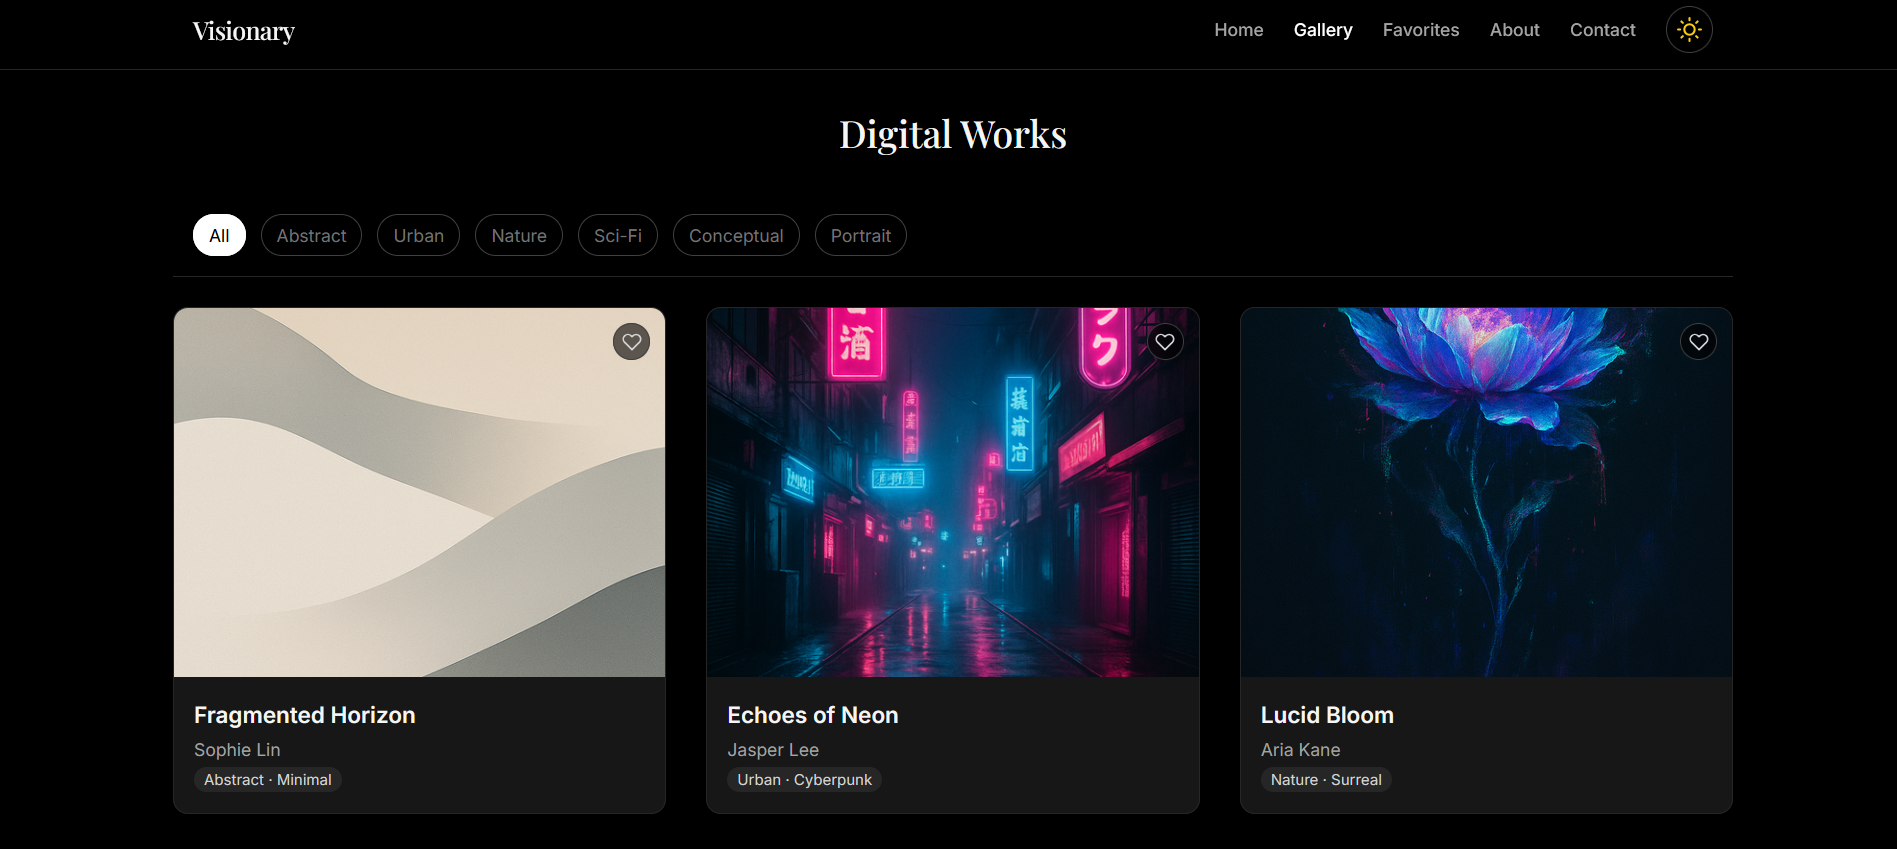 Visionary
Home Gallery Favorites About Contact
Digital Works
All Abstract Urban Nature Sci-Fi Conceptual Portrait
酒
ク
Fragmented Horizon
Sophie Lin
Abstract · Minimal
Echoes of Neon
Jasper Lee
Urban · Cyberpunk
Lucid Bloom
Aria Kane
Nature · Surreal